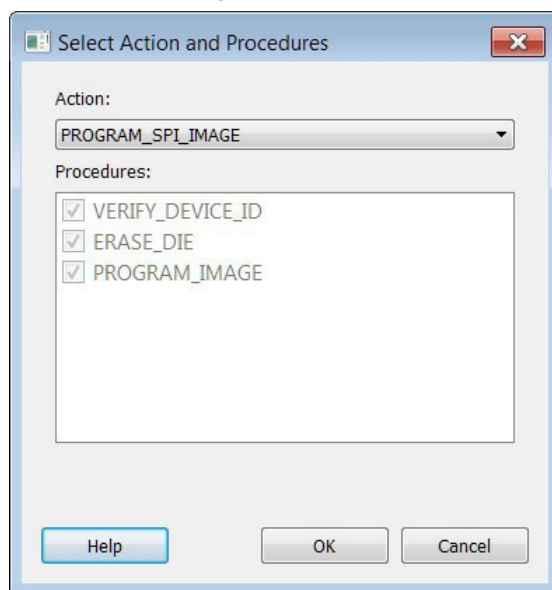 Select Action and Procedures
Action:
PROGRAM_SPI_IMAGE
Procedures:
VERIFY_DEVICE_ID
ERASE_DIE
PROGRAM_IMAGE
Help OK Cancel